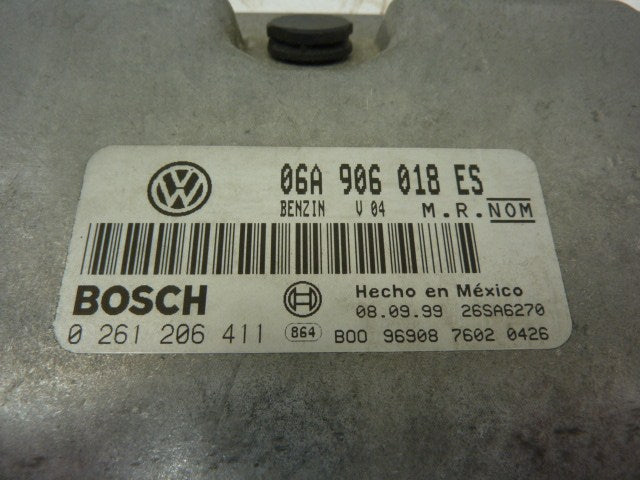 06A 906 018 ES
BENZIN V 04 M.R.NOM
BOSCH Hecho en México
08.09.99 26SA6270
0 261 206 411 864 B00 96908 7602 0426